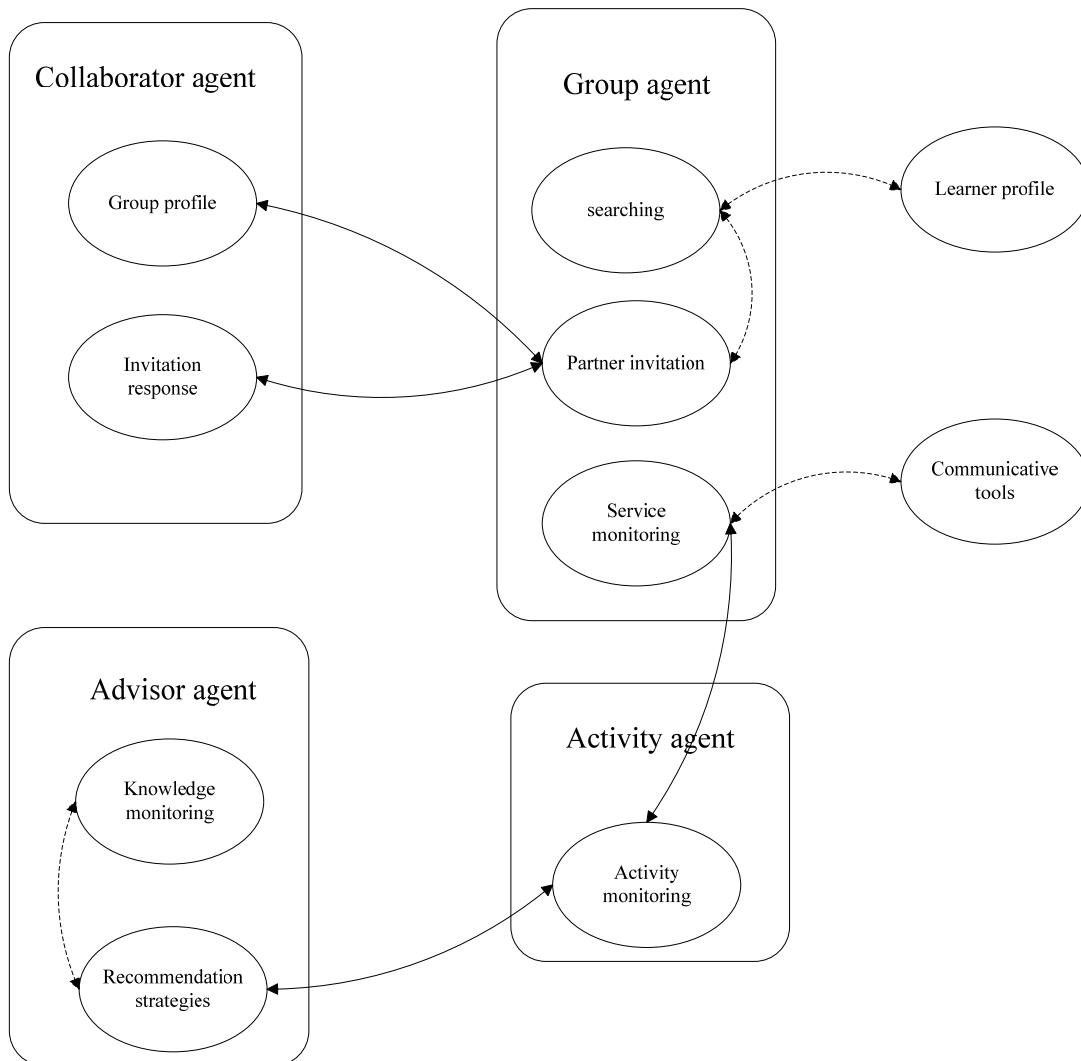 Collaborator agent
Group profile
Invitation
response
Group agent
searching
Partner invitation
Service
monitoring
Learner profile
Communicative
tools
Advisor agent
Knowledge
monitoring
Recommendation
strategies
Activity agent
Activity
monitoring